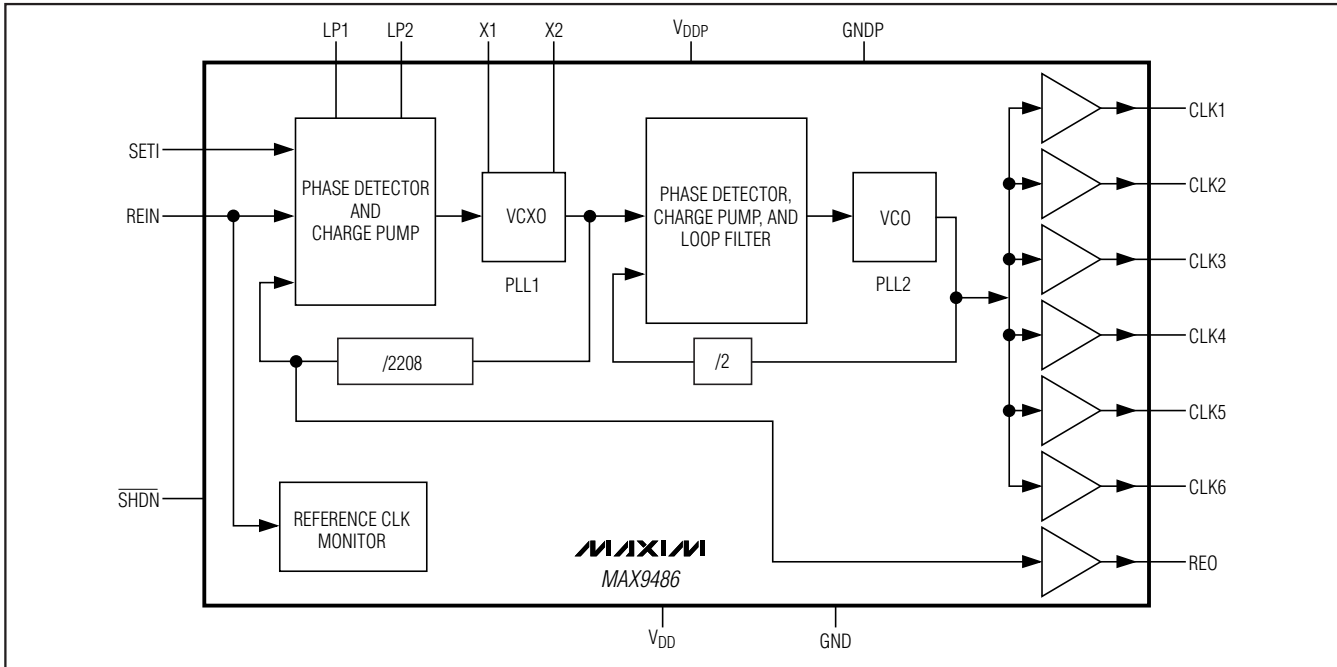 LP1
LP2
X1
X2
VDDP
GNDP
SETI
REIN
SHDN
PHASE DETECTOR
AND
CHARGE PUMP
VCXO
PLL1
/2208
PHASE DETECTOR,
CHARGE PUMP, AND
LOOP FILTER
VCO
PLL2
/2
REFERENCE CLK
MONITOR
MAXIM
MAX9486
CLK1
CLK2
CLK3
CLK4
CLK5
CLK6
REO
VDD
GND